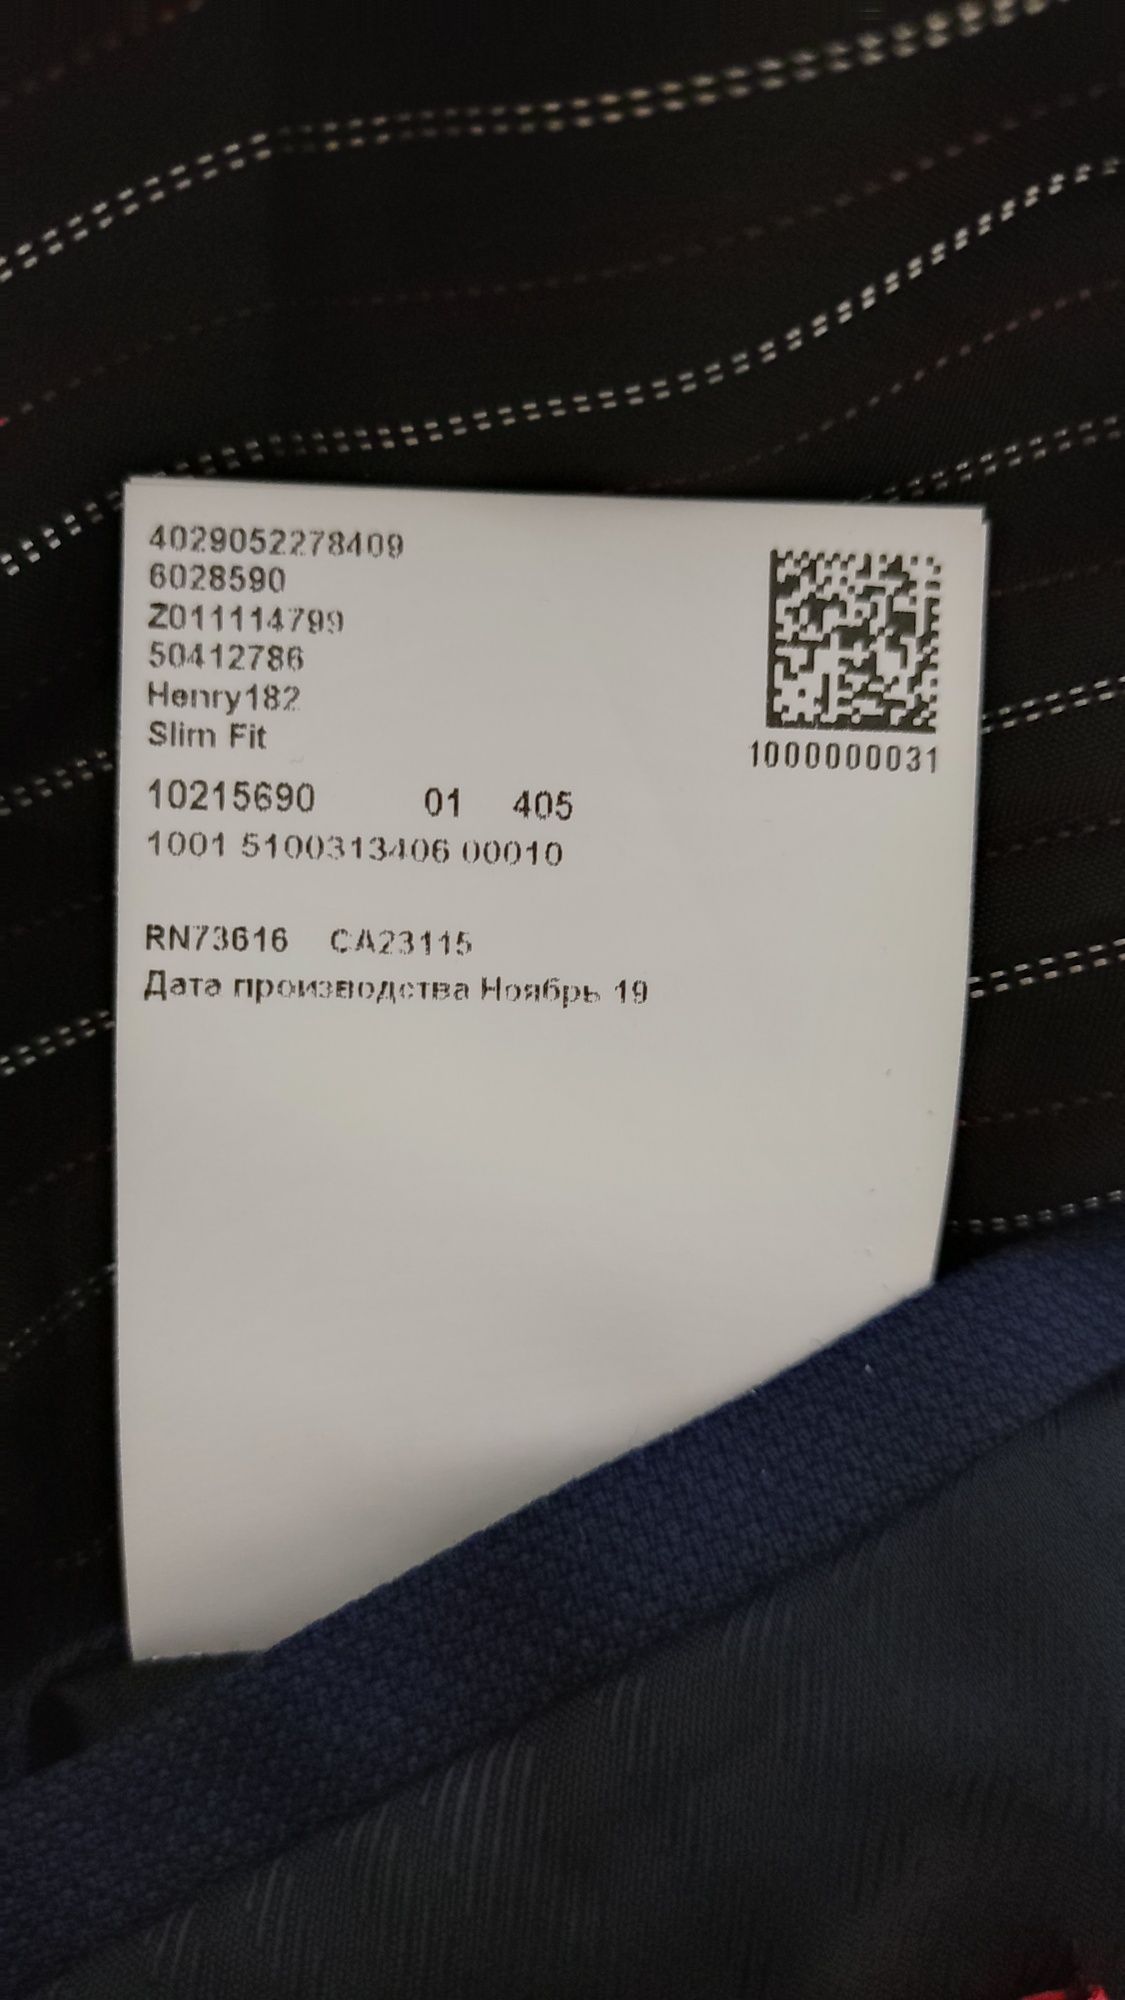 4029052278409
6028590
Z011114799
50412786
Henry182
Slim Fit
1000000031
10215690 01 405
1001 5100313406 00010
RN73616 CA23115
Дата производства Ноябрь 19